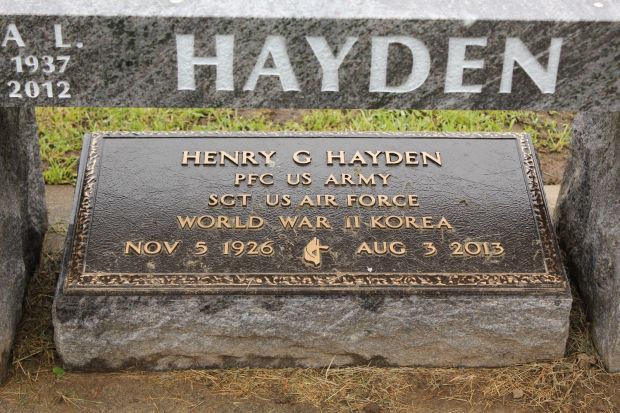 A L.
1937
2012
HAYDEN
HENRY G HAYDEN
PFC US ARMY
SGT US AIR FORCE
WORLD WAR II KOREA
NOV 5 1926 AUG 3 2013